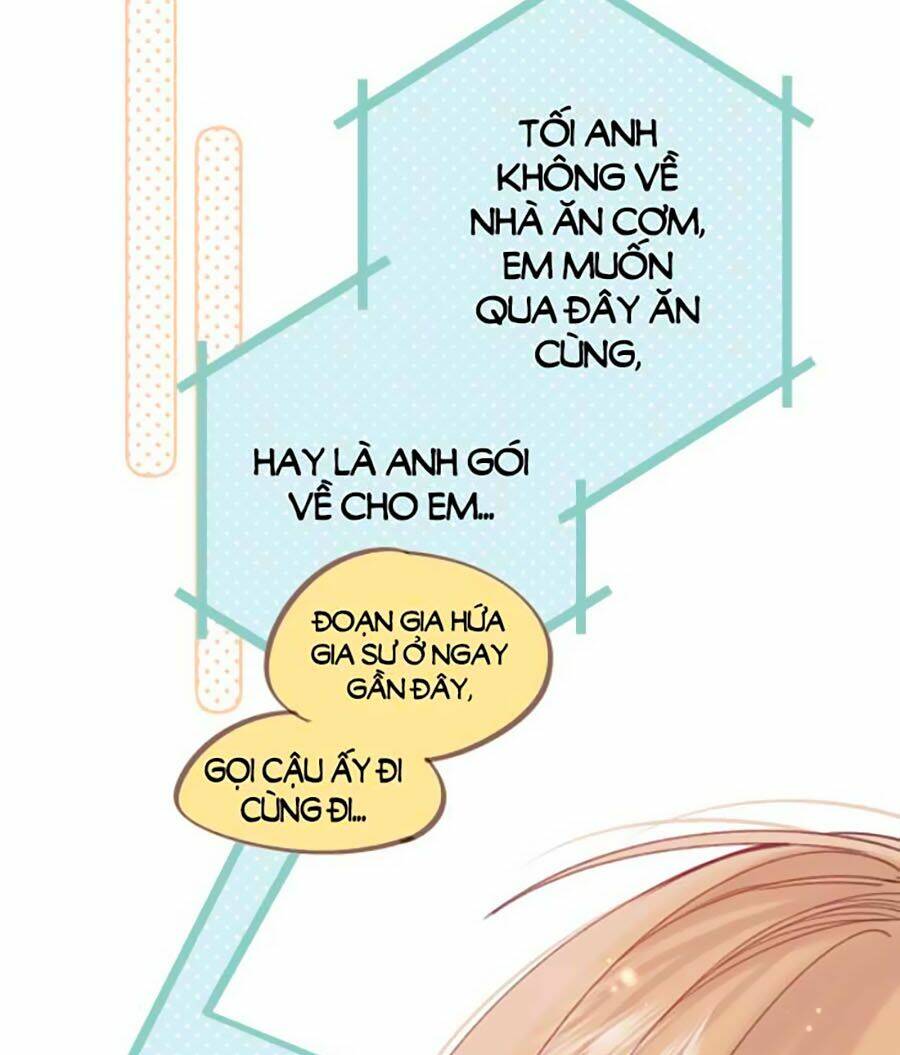 TỐI ANH
KHÔNG VỀ
NHÀ ĂN CƠM,
EM MUỐN
QUA ĐÂY ĂN
CÙNG,
HAY LÀ ANH GÓI
VỀ CHO EM...
ĐOẠN GIA HỨA
GIA SƯ Ở NGAY
GẦN ĐÂY,
GỌI CẬU ẤY ĐI
CÙNG ĐI...